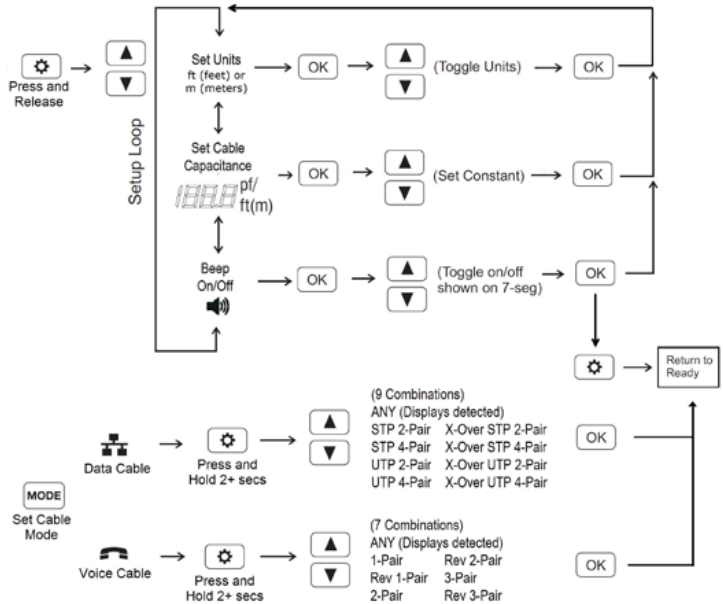 Press and
Release
Setup Loop
Set Units
ft (feet) or
m (meters)
OK
(Toggle Units)
OK
Set Cable
Capacitance
188.8 pf/
ft(m)
OK
(Set Constant)
OK
Beep
On/Off
OK
(Toggle on/off
shown on 7-seg)
OK
Return to
Ready
MODE
Set Cable
Mode
Data Cable
Press and
Hold 2+ secs
(9 Combinations)
ANY (Displays detected)
STP 2-Pair X-Over STP 2-Pair
STP 4-Pair X-Over STP 4-Pair
UTP 2-Pair X-Over UTP 2-Pair
UTP 4-Pair X-Over UTP 4-Pair
OK
Voice Cable
Press and
Hold 2+ secs
(7 Combinations)
ANY (Displays detected)
1-Pair Rev 2-Pair
Rev 1-Pair 3-Pair
2-Pair Rev 3-Pair
OK